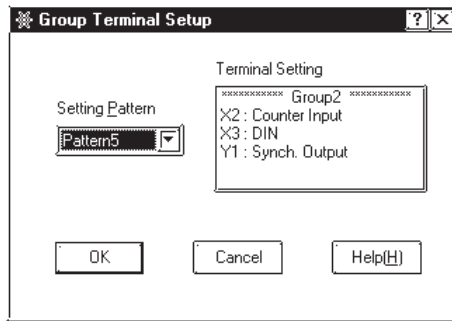 Group Terminal Setup ? ×
Terminal Setting
Setting Pattern
Pattern5
********** Group2 **********
X2 : Counter Input
X3 : DIN
Y1 : Synch. Output
OK Cancel Help(H)